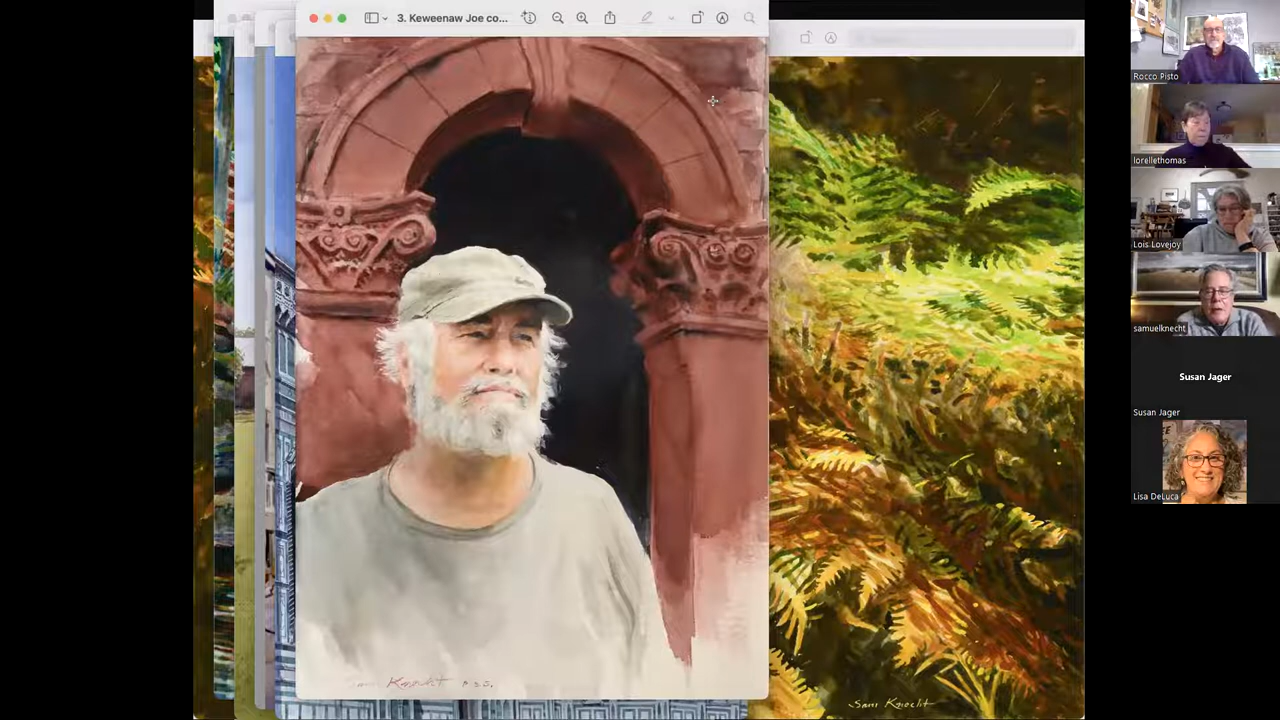 3. Keweenaw Joe co...
Knecht
Sam Knecht
Rocco Pisto
lorellethomas
Lois Lovejoy
samuelknecht
Susan Jager
Susan Jager
Lisa DeLuca